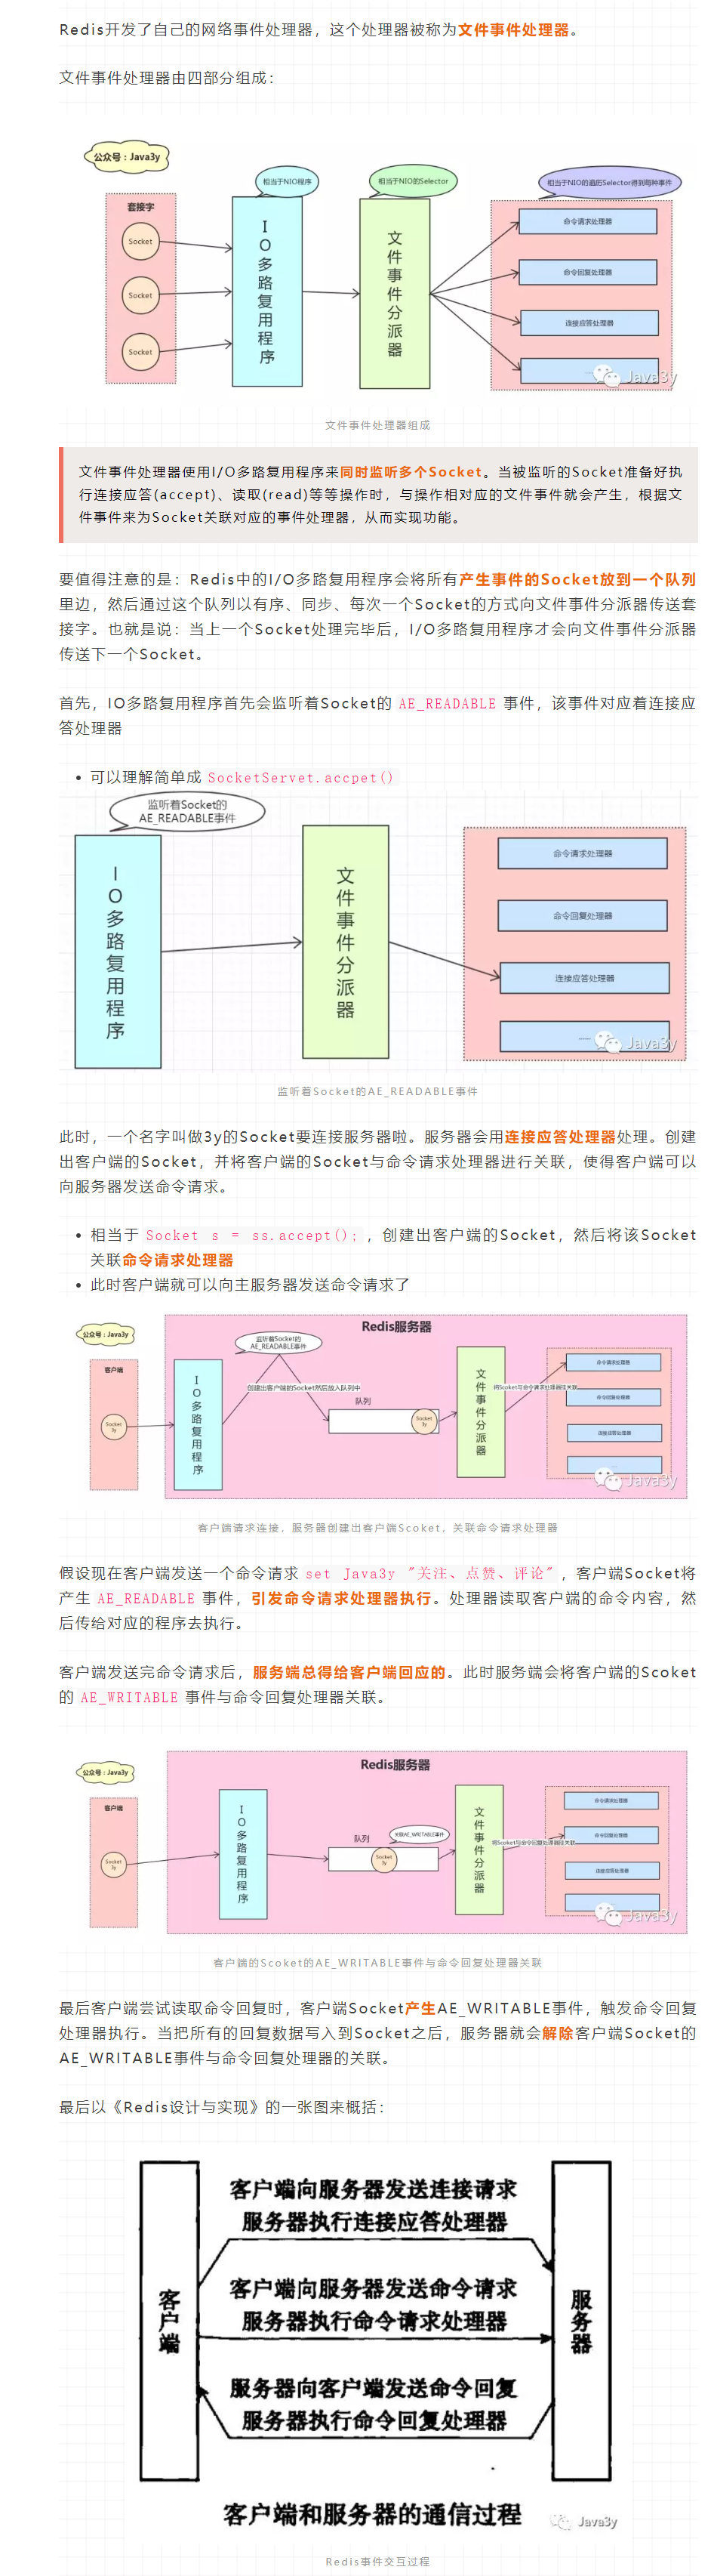 Redis开发了自己的网络事件处理器，这个处理器被称为文件事件处理器。
文件事件处理器由四部分组成：
公众号：Java3y
相当于NIO程序
相当于NIO的Selector
相当于NIO的遍历Selector得到每种事件
套接字
Socket
Socket
Socket
IO多路复用程序
文件事件分派器
命令请求处理器
命令回复处理器
连接应答处理器
Java3y
文件事件处理器组成
文件事件处理器使用I/O多路复用程序来同时监听多个Socket。当被监听的Socket准备好执
行连接应答(accept)、读取(read)等等操作时，与操作相对应的文件事件就会产生，根据文
件事件来为Socket关联对应的事件处理器，从而实现功能。
要值得注意的是：Redis中的I/O多路复用程序会将所有产生事件的Socket放到一个队列
里边，然后通过这个队列以有序、同步、每次一个Socket的方式向文件事件分派器传送套
接字。也就是说：当上一个Socket处理完毕后，I/O多路复用程序才会向文件事件分派器
传送下一个Socket。
首先，IO多路复用程序首先会监听着Socket的 AE_READABLE 事件，该事件对应着连接应
答处理器
• 可以理解简单成 SocketServet.accpet()
监听着Socket的
AE_READABLE事件
IO多路复用程序
文件事件分派器
命令请求处理器
命令回复处理器
连接应答处理器
Java3y
监听着Socket的AE_READABLE事件
此时，一个名字叫做3y的Socket要连接服务器啦。服务器会用连接应答处理器处理。创建
出客户端的Socket，并将客户端的Socket与命令请求处理器进行关联，使得客户端可以
向服务器发送命令请求。
• 相当于 Socket s = ss.accept(); ，创建出客户端的Socket，然后将该Socket
关联命令请求处理器
• 此时客户端就可以向主服务器发送命令请求了
公众号：Java3y
Redis服务器
监听着Socket的
AE_READABLE事件
客户端
Socket
3y
IO多路复用程序
创建出客户端的Socket然后放入队列中
队列
Socket
3y
文件事件分派器
将Socket与命令请求处理器往关联
命令请求处理器
命令回复处理器
连接应答处理器
Java3y
客户端请求连接，服务器创建出客户端Scoket，关联命令请求处理器
假设现在客户端发送一个命令请求 set Java3y "关注、点赞、评论" ，客户端Socket将
产生 AE_READABLE 事件，引发命令请求处理器执行。处理器读取客户端的命令内容，然
后传给对应的程序去执行。
客户端发送完命令请求后，服务端总得给客户端回应的。此时服务端会将客户端的Scoket
的 AE_WRITABLE 事件与命令回复处理器关联。
公众号：Java3y
Redis服务器
客户端
Socket
3y
IO多路复用程序
队列
关联AE_WRITABLE事件
Socket
3y
文件事件分派器
将Scoket与命令回复处理器往关联
命令请求处理器
命令回复处理器
连接应答处理器
Java3y
客户端的Scoket的AE_WRITABLE事件与命令回复处理器关联
最后客户端尝试读取命令回复时，客户端Socket产生AE_WRITABLE事件，触发命令回复
处理器执行。当把所有的回复数据写入到Socket之后，服务器就会解除客户端Socket的
AE_WRITABLE事件与命令回复处理器的关联。
最后以《Redis设计与实现》的一张图来概括：
客户端
服务器
客户端向服务器发送连接请求
服务器执行连接应答处理器
客户端向服务器发送命令请求
服务器执行命令请求处理器
服务器向客户端发送命令回复
服务器执行命令回复处理器
客户端和服务器的通信过程
Java3y
Redis事件交互过程